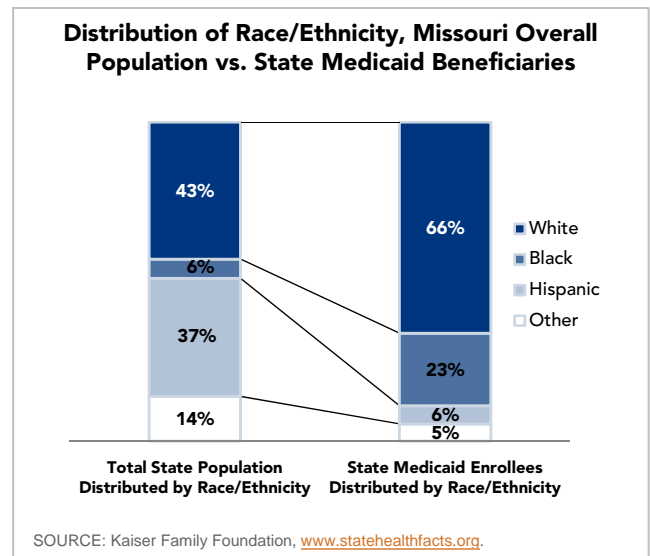 Distribution of Race/Ethnicity, Missouri Overall
Population vs. State Medicaid Beneficiaries
43%
6%
37%
14%
66%
23%
6%
5%
White
Black
Hispanic
Other
Total State Population
Distributed by Race/Ethnicity
State Medicaid Enrollees
Distributed by Race/Ethnicity
SOURCE: Kaiser Family Foundation, www.statehealthfacts.org.